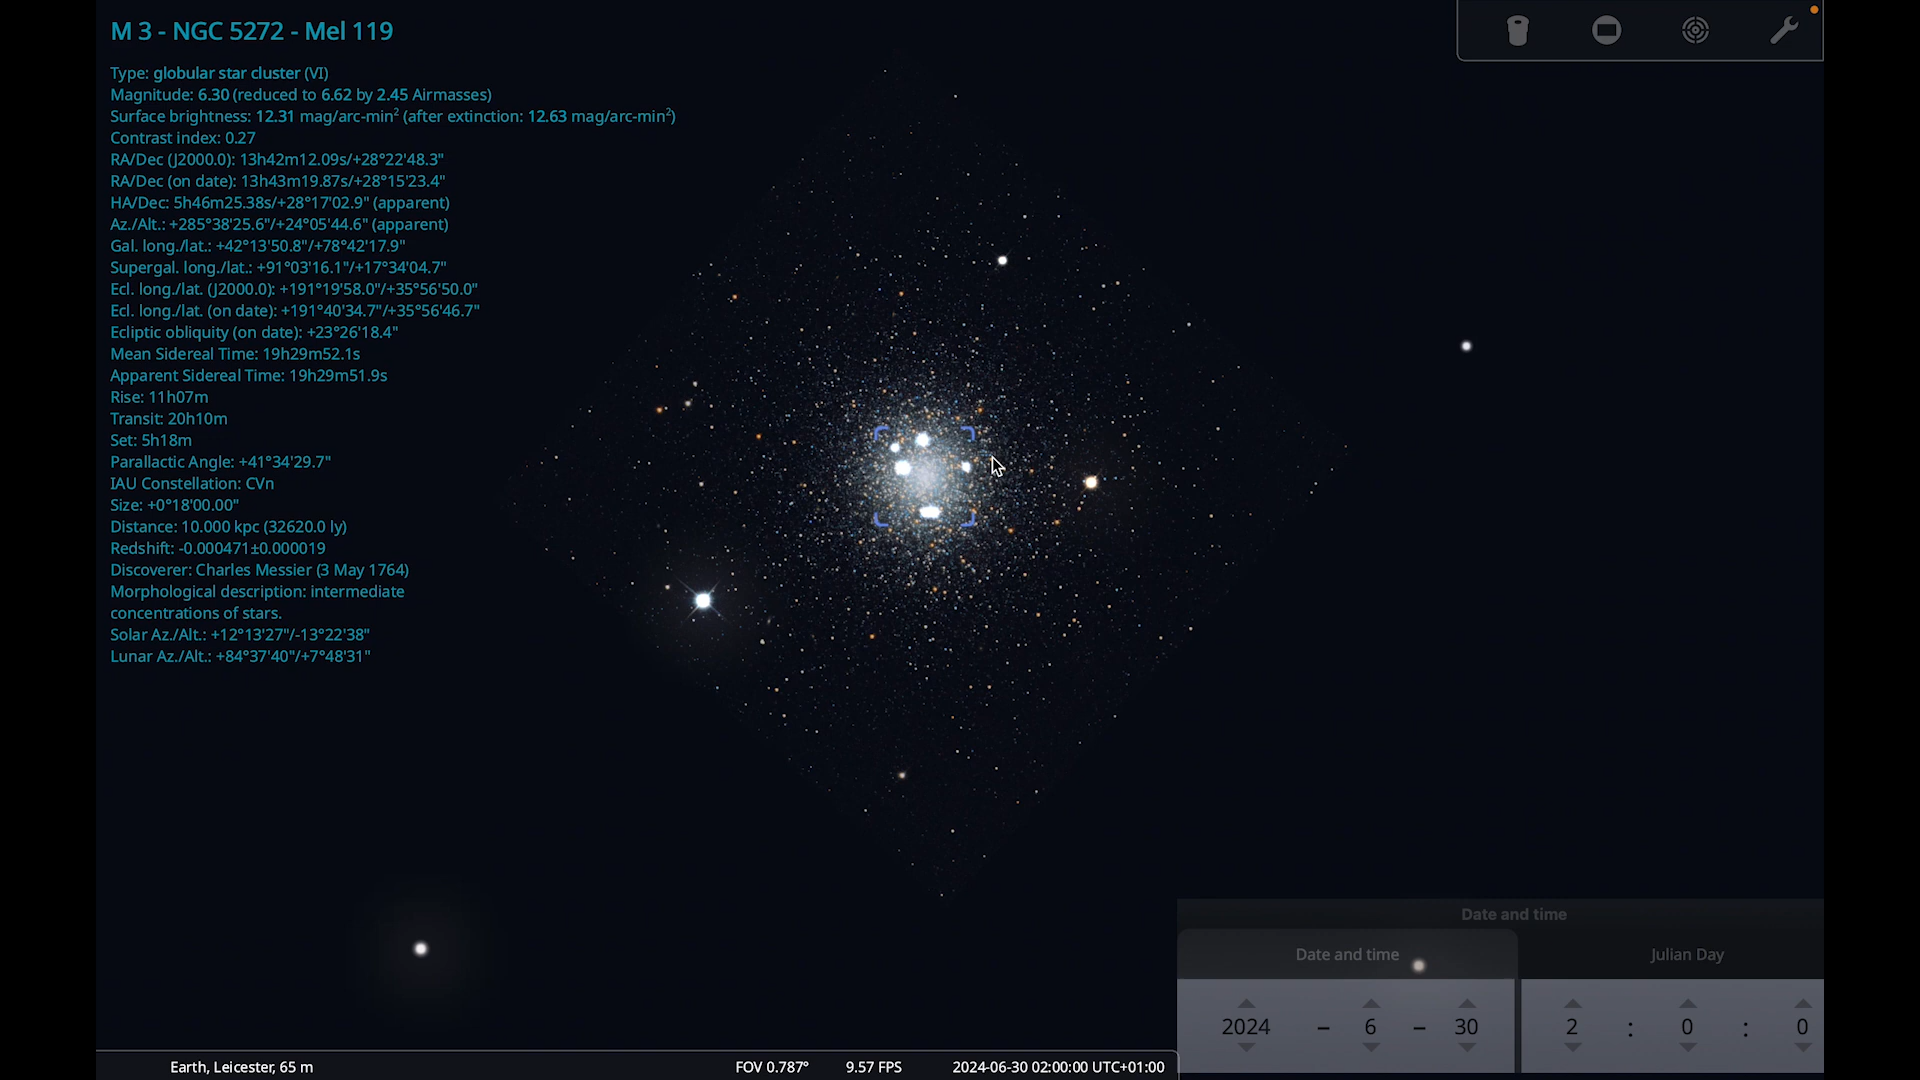 M 3 - NGC 5272 - Mel 119
Type: globular star cluster (VI)
Magnitude: 6.30 (reduced to 6.62 by 2.45 Airmasses)
Surface brightness: 12.31 mag/arc-min² (after extinction: 12.63 mag/arc-min²)
Contrast index: 0.27
RA/Dec (J2000.0): 13h42m12.09s/+28°22'48.3"
RA/Dec (on date): 13h43m19.87s/+28°15'23.4"
HA/Dec: 5h46m25.38s/+28°17'02.9" (apparent)
Az./Alt.: +285°38'25.6"/+24°05'44.6" (apparent)
Gal. long./lat.: +42°13'50.8"/+78°42'17.9"
Supergal. long./lat.: +91°03'16.1"/+17°34'04.7"
Ecl. long./lat. (J2000.0): +191°19'58.0"/+35°56'50.0"
Ecl. long./lat. (on date): +191°40'34.7"/+35°56'46.7"
Ecliptic obliquity (on date): +23°26'18.4"
Mean Sidereal Time: 19h29m52.1s
Apparent Sidereal Time: 19h29m51.9s
Rise: 11h07m
Transit: 20h10m
Set: 5h18m
Parallactic Angle: +41°34'29.7"
IAU Constellation: CVn
Size: +0°18'00.00"
Distance: 10.000 kpc (32620.0 ly)
Redshift: -0.000471±0.000019
Discoverer: Charles Messier (3 May 1764)
Morphological description: intermediate
concentrations of stars.
Solar Az./Alt.: +12°13'27"/-13°22'38"
Lunar Az./Alt.: +84°37'40"/+7°48'31"
Date and time
Date and time Julian Day
2024 – 6 – 30 2 : 0 : 0
Earth, Leicester, 65 m FOV 0.787° 9.57 FPS 2024-06-30 02:00:00 UTC+01:00